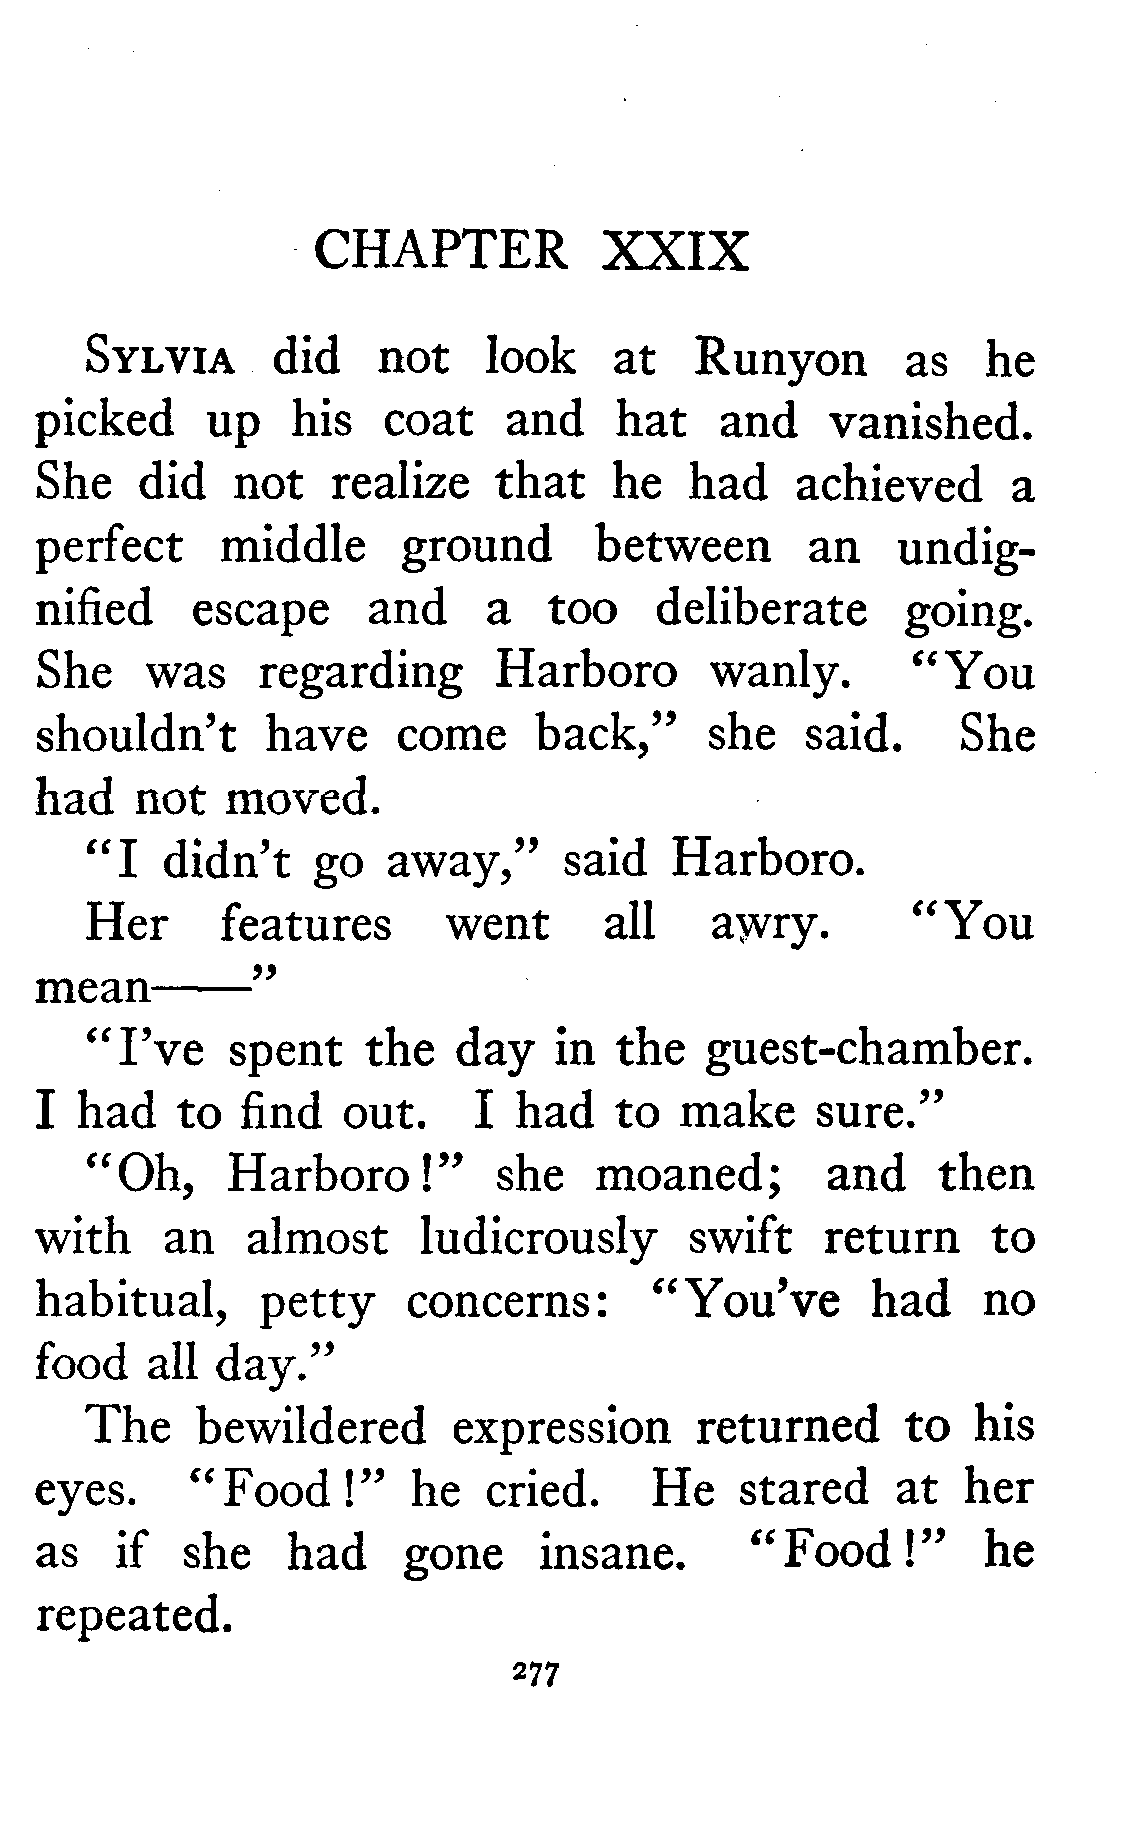 CHAPTER XXIX
SYLVIA did not look at Runyon as he
picked up his coat and hat and vanished.
She did not realize that he had achieved a
perfect middle ground between an undig-
nified escape and a too deliberate going.
She was regarding Harboro wanly. "You
shouldn't have come back," she said. She
had not moved.
"I didn't go away," said Harboro.
Her features went all awry. "You
mean——"
"I've spent the day in the guest-chamber.
I had to find out. I had to make sure."
"Oh, Harboro!" she moaned; and then
with an almost ludicrously swift return to
habitual, petty concerns: "You've had no
food all day."
The bewildered expression returned to his
eyes. "Food!" he cried. He stared at her
as if she had gone insane. "Food!" he
repeated.
277